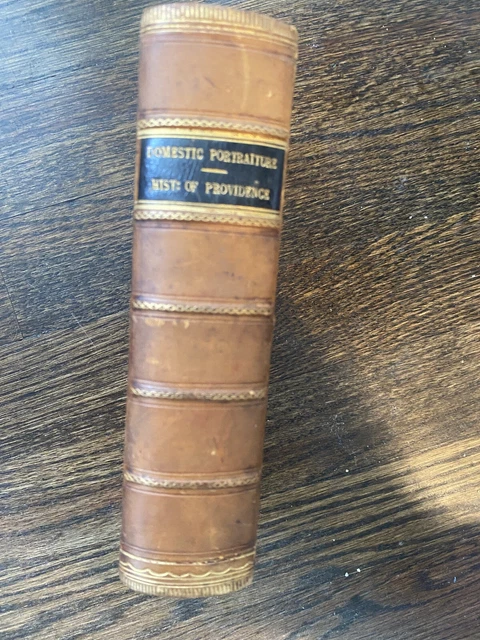 DOMESTIC PORTRAITURE
HIST: OF PROVIDENCE